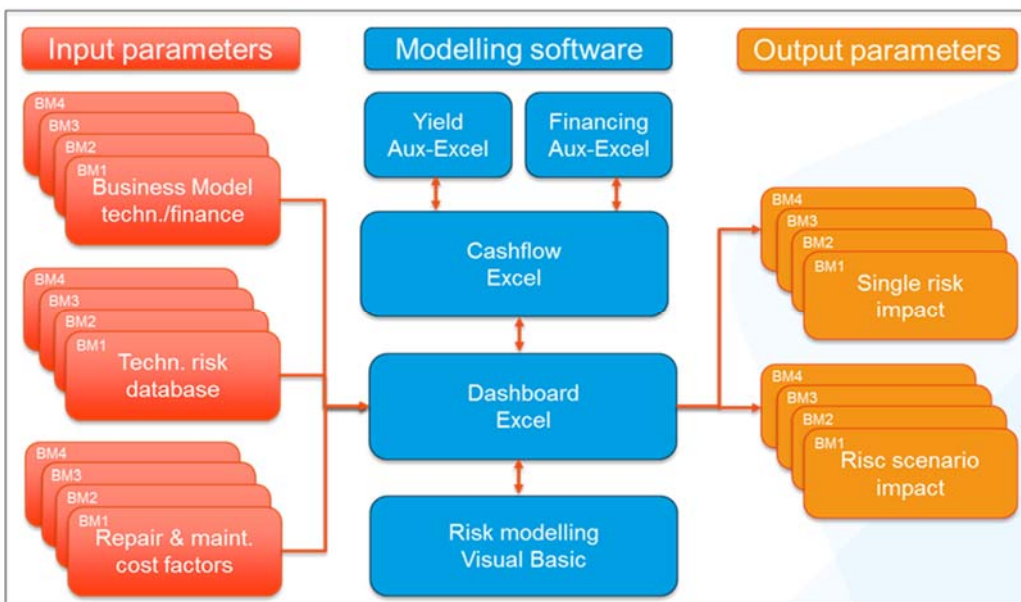 Input parameters
BM4
BM3
BM2
BM1
Business Model
techn./finance
BM4
BM3
BM2
BM1
Techn. risk
database
BM4
BM3
BM2
BM1
Repair & maint.
cost factors
Modelling software
Yield
Aux-Excel
Financing
Aux-Excel
Cashflow
Excel
Dashboard
Excel
Risk modelling
Visual Basic
Output parameters
BM4
BM3
BM2
BM1
Single risk
impact
BM4
BM3
BM2
BM1
Risc scenario
impact